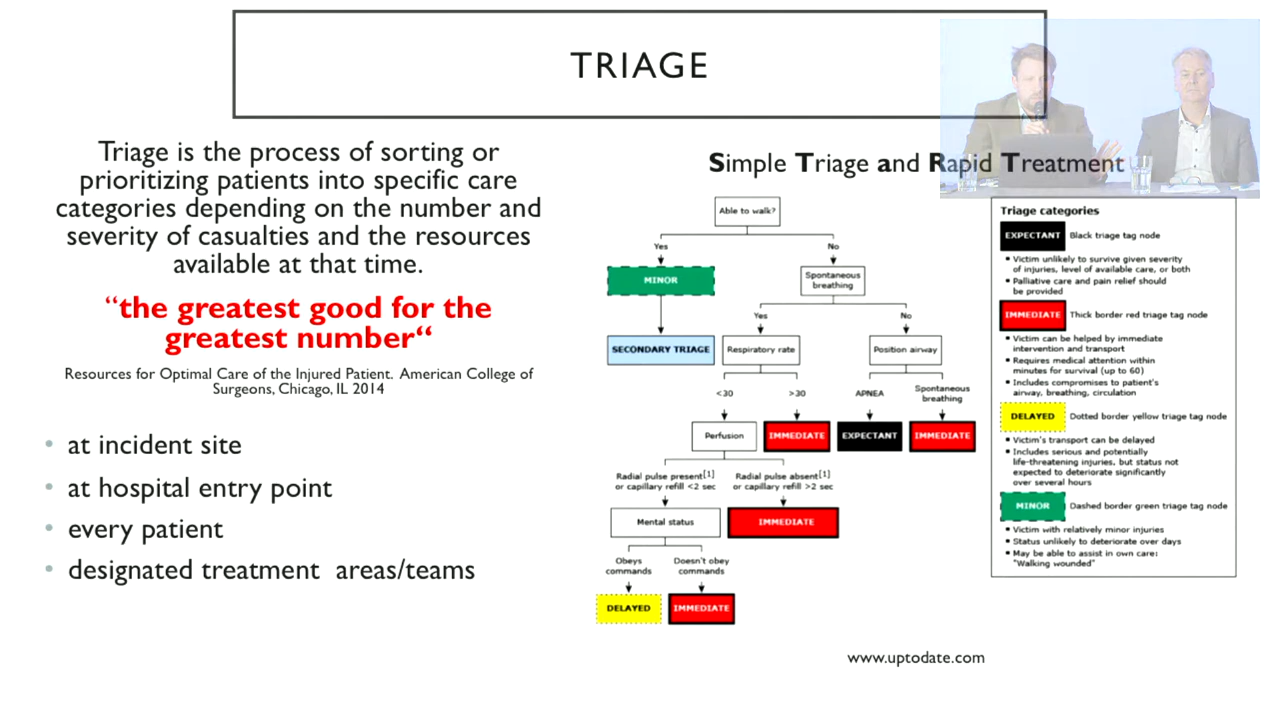 TRIAGE
Triage is the process of sorting or
prioritizing patients into specific care
categories depending on the number and
severity of casualties and the resources
available at that time.
“the greatest good for the
greatest number“
Resources for Optimal Care of the Injured Patient. American College of
Surgeons, Chicago, IL 2014
• at incident site
• at hospital entry point
• every patient
• designated treatment areas/teams
Simple Triage and Rapid Treatment
Able to walk?
Yes
No
MINOR
Spontaneous
breathing
Yes
No
SECONDARY TRIAGE
Respiratory rate
Position airway
<30
>30
APNEA
Spontaneous
breathing
Perfusion
IMMEDIATE
EXPECTANT
IMMEDIATE
Radial pulse present[1]
or capillary refill <2 sec
Radial pulse absent[1]
or capillary refill >2 sec
Mental status
IMMEDIATE
Obeys
commands
Doesn't obey
commands
DELAYED
IMMEDIATE
Triage categories
EXPECTANT Black triage tag node
▪ Victim unlikely to survive given severity
of injuries, level of available care, or both
▪ Palliative care and pain relief should
be provided
IMMEDIATE Thick border red triage tag node
▪ Victim can be helped by immediate
intervention and transport
▪ Requires medical attention within
minutes for survival (up to 60)
▪ Includes compromises to patient's
airway, breathing, circulation
DELAYED Dotted border yellow triage tag node
▪ Victim's transport can be delayed
▪ Includes serious and potentially
life-threatening injuries, but status not
expected to deteriorate significantly
over several hours
MINOR Dashed border green triage tag node
▪ Victim with relatively minor injuries
▪ Status unlikely to deteriorate over days
▪ May be able to assist in own care:
"Walking wounded"
www.uptodate.com